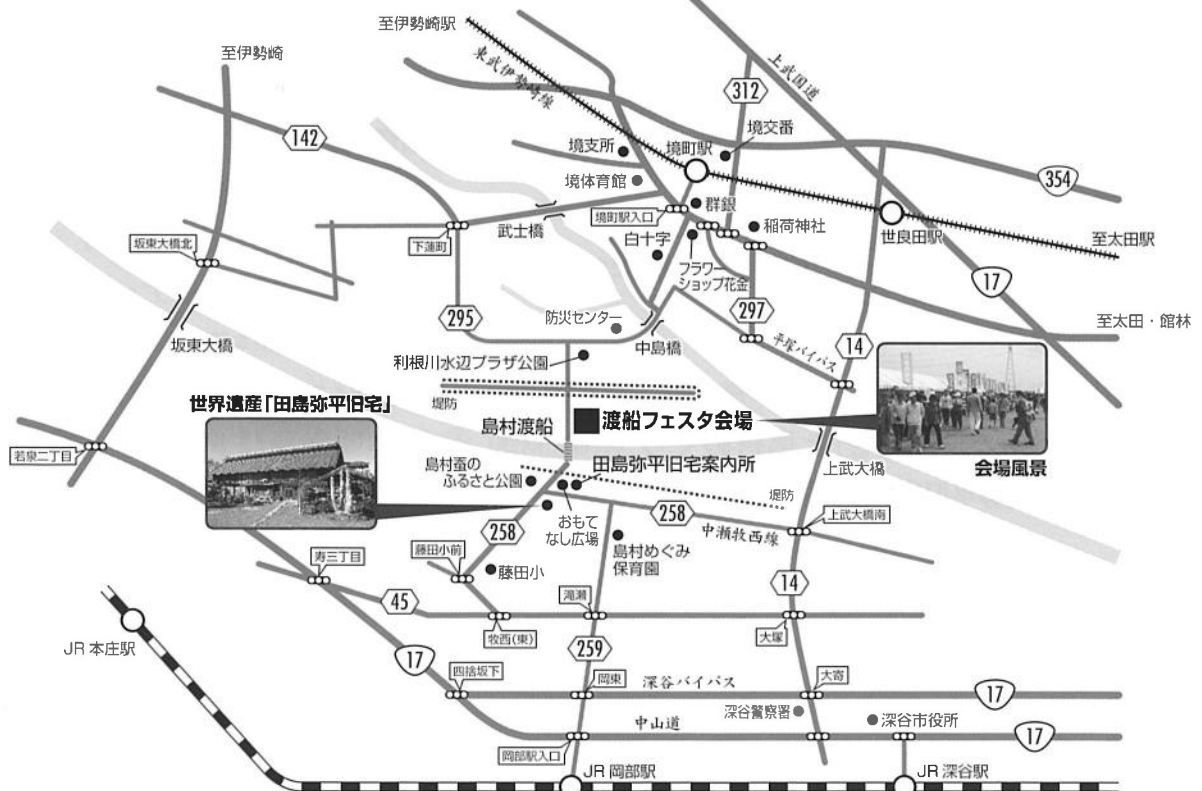 至伊勢崎駅
至伊勢崎
東武伊勢崎線
上武国道
312
142
境支所
境町駅
境交番
境体育館
354
群銀
境町駅入口
稲荷神社
世良田駅
至太田駅
武士橋
下蓮町
白十字
坂東大橋北
フラワー
ショップ花金
17
295
297
防災センター
至太田・館林
坂東大橋
中島橋
平塚バイパス
14
利根川水辺プラザ公園
堤防
世界遺産「田島弥平旧宅」
島村渡船
渡船フェスタ会場
若泉二丁目
上武大橋
会場風景
島村蚕の
ふるさと公園
田島弥平旧宅案内所
堤防
おもて
なし広場
258
258
中瀬牧西線
上武大橋南
島村めぐみ
保育園
藤田小前
藤田小
寿三丁目
45
滝瀬
14
牧西(東)
大塚
JR 本庄駅
259
17
四捨坂下
岡東
深谷バイパス
大寄
17
深谷警察署
深谷市役所
中山道
17
岡部駅入口
JR 岡部駅
JR 深谷駅